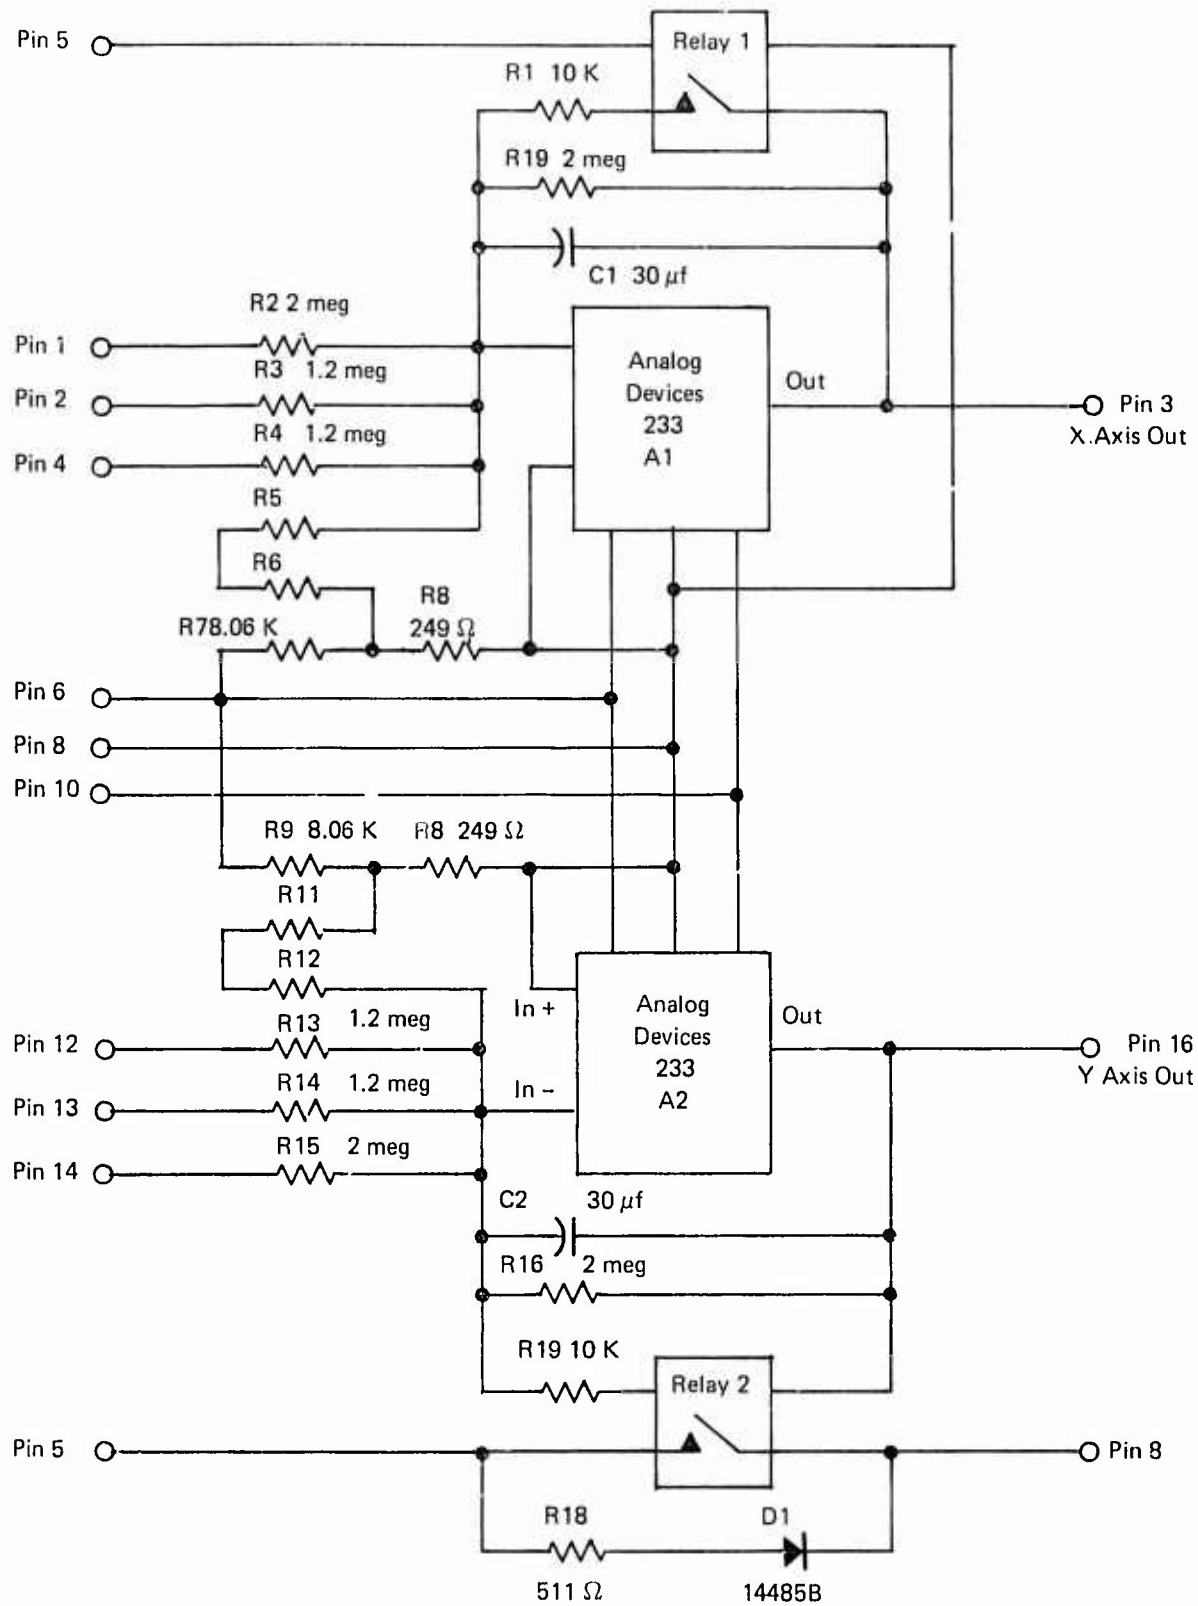 Pin 5
Relay 1
R1 10 K
R19 2 meg
C1 30 µf
R2 2 meg
Pin 1
R3 1.2 meg
Pin 2
R4 1.2 meg
Pin 4
Analog
Devices
233
A1
Out
Pin 3
X.Axis Out
R5
R6
R8
249 Ω
R78.06 K
Pin 6
Pin 8
Pin 10
R9 8.06 K
R8 249 Ω
R11
R12
In +
Analog
Devices
233
A2
Out
R13 1.2 meg
Pin 12
Pin 16
Y Axis Out
R14 1.2 meg
In –
Pin 13
R15 2 meg
Pin 14
C2 30 µf
R16 2 meg
R19 10 K
Relay 2
Pin 5
Pin 8
R18
D1
511 Ω
14485B